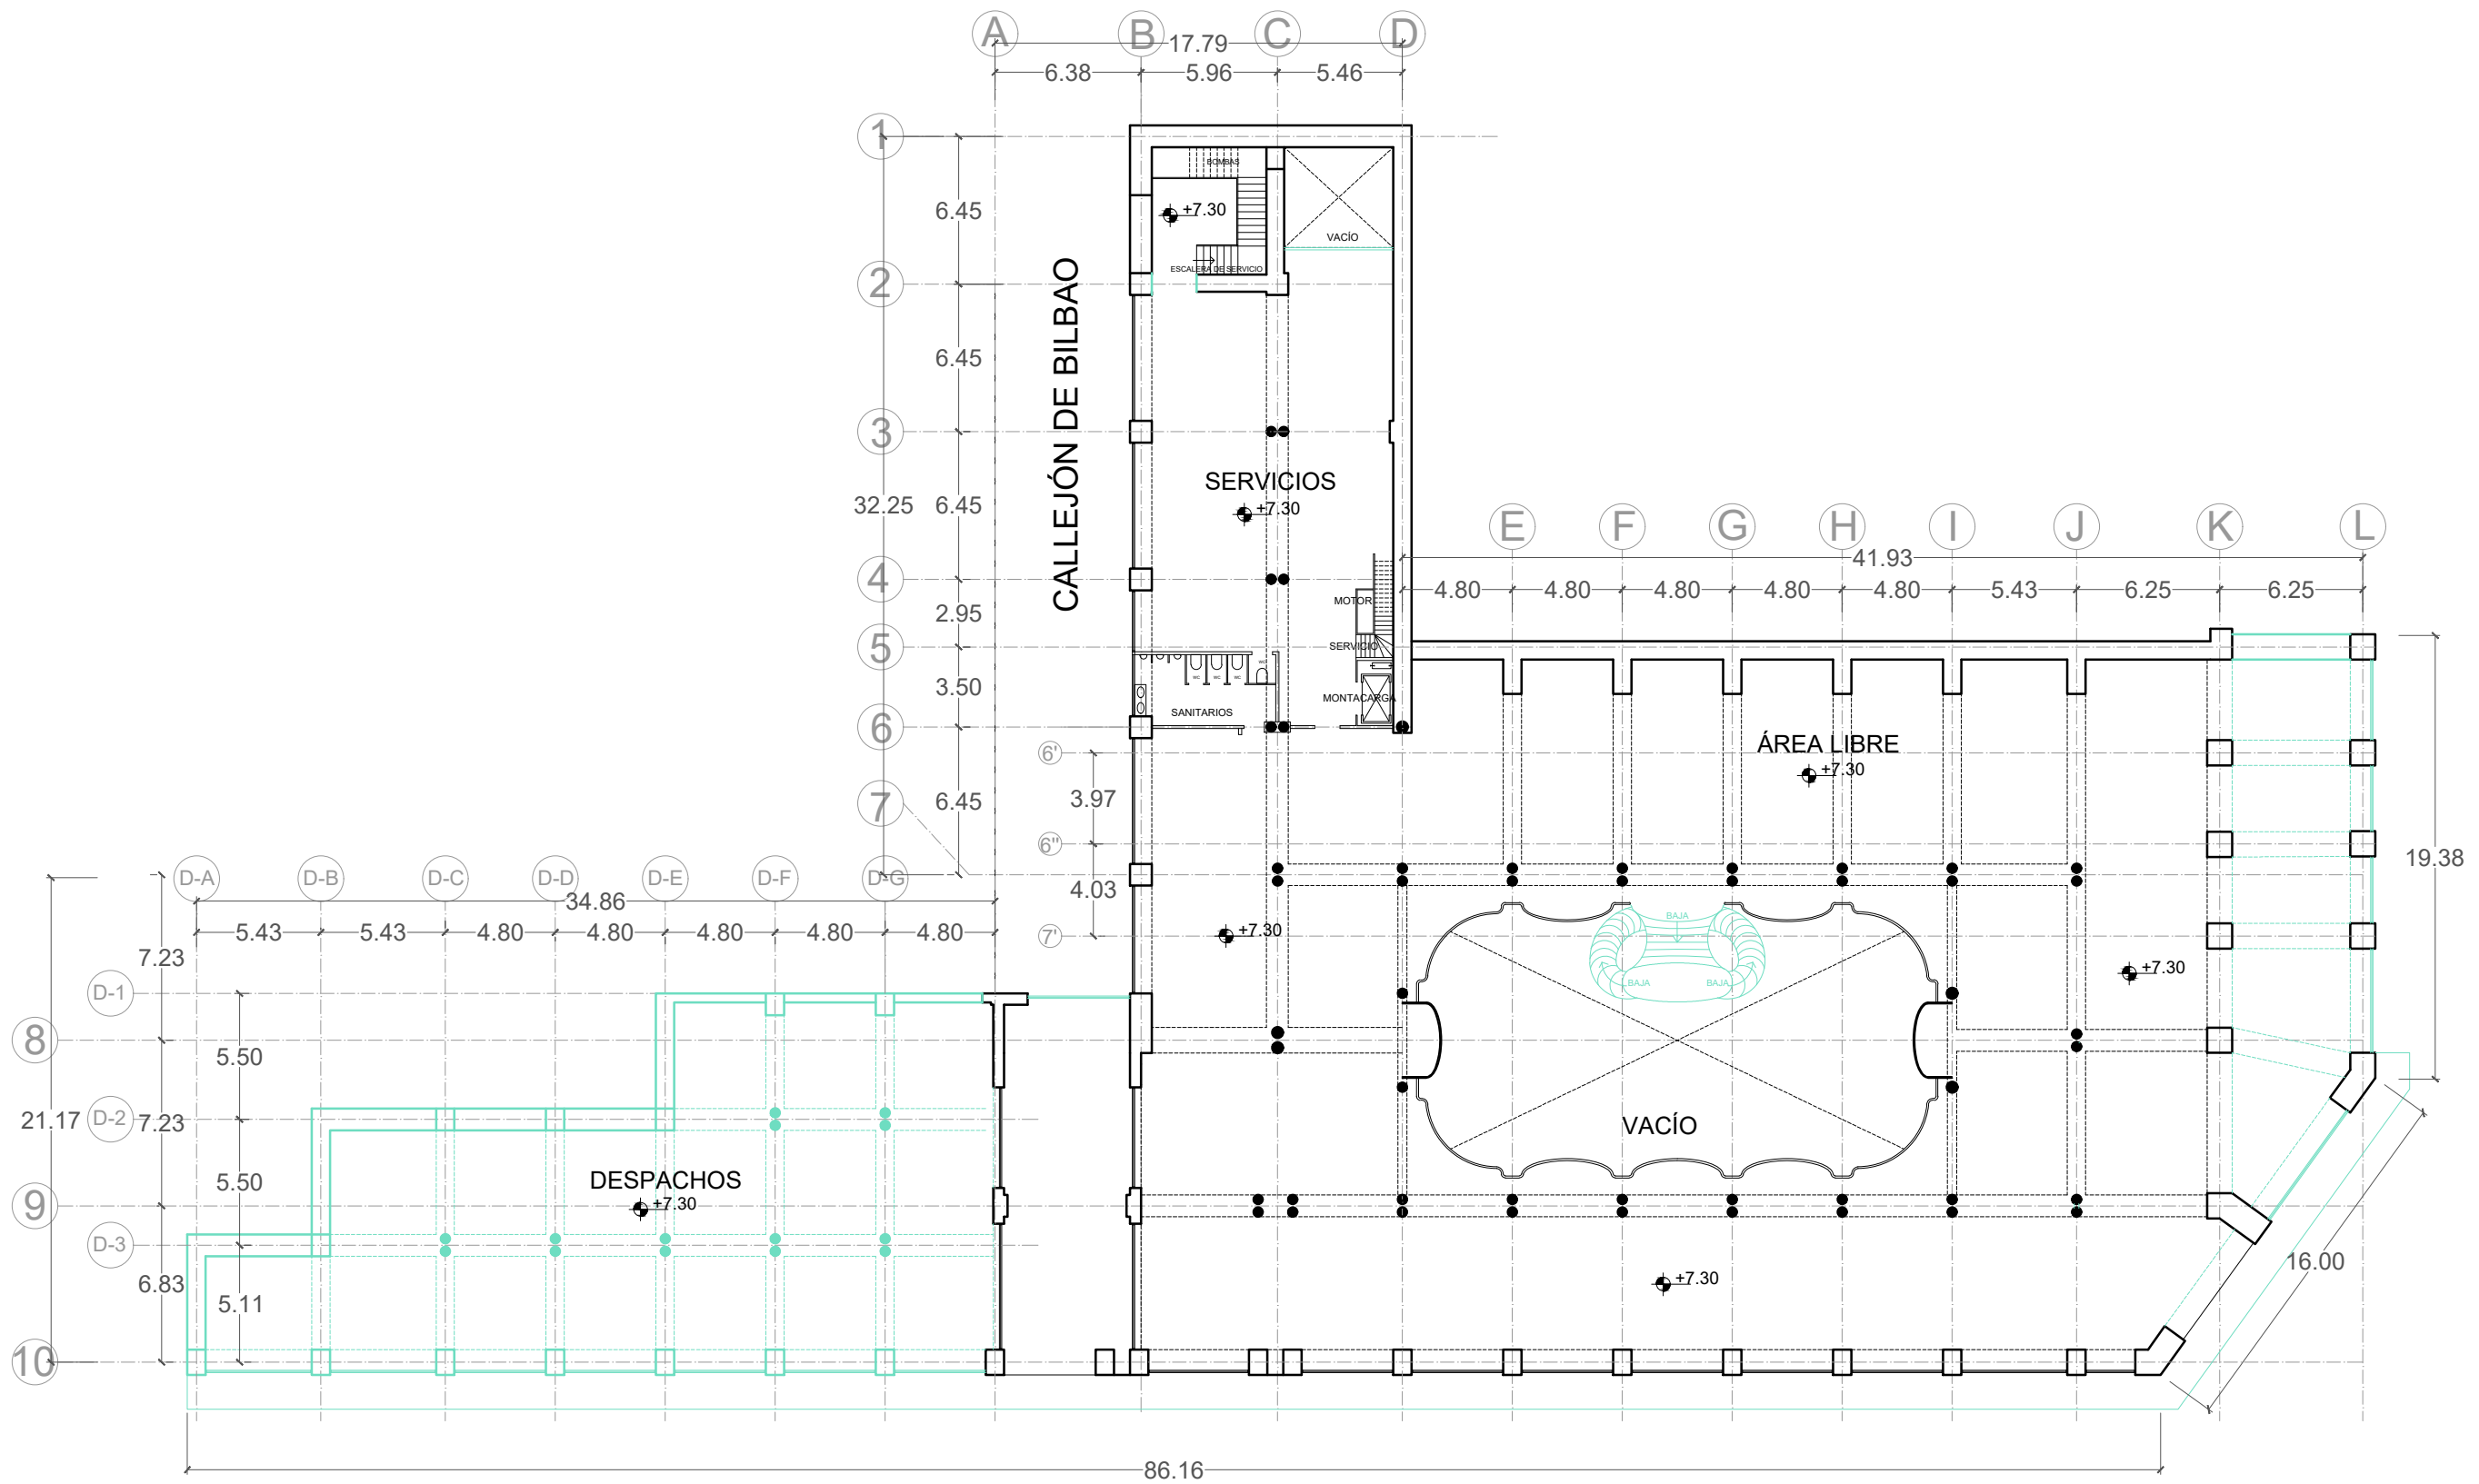 A
B
C
D
17.79
6.38
5.96
5.46
1
BOMBAS
6.45
+7.30
VACÍO
ESCALERA DE SERVICIO
2
CALLEJÓN DE BILBAO
6.45
3
SERVICIOS
+7.30
32.25
6.45
E
F
G
H
I
J
K
L
41.93
4
4.80
4.80
4.80
4.80
4.80
5.43
6.25
6.25
MOTOR
2.95
5
SERVICIO
WC
WC
WC
WC
3.50
MONTACARGA
SANITARIOS
6
6'
ÁREA LIBRE
+7.30
3.97
7
6.45
6"
19.38
D-A
D-B
D-C
D-D
D-E
D-F
D-G
4.03
34.86
5.43
5.43
4.80
4.80
4.80
4.80
4.80
7'
+7.30
BAJA
BAJA
BAJA
7.23
+7.30
D-1
8
5.50
21.17
D-2
7.23
VACÍO
DESPACHOS
5.50
+7.30
9
D-3
16.00
6.83
5.11
+7.30
10
86.16